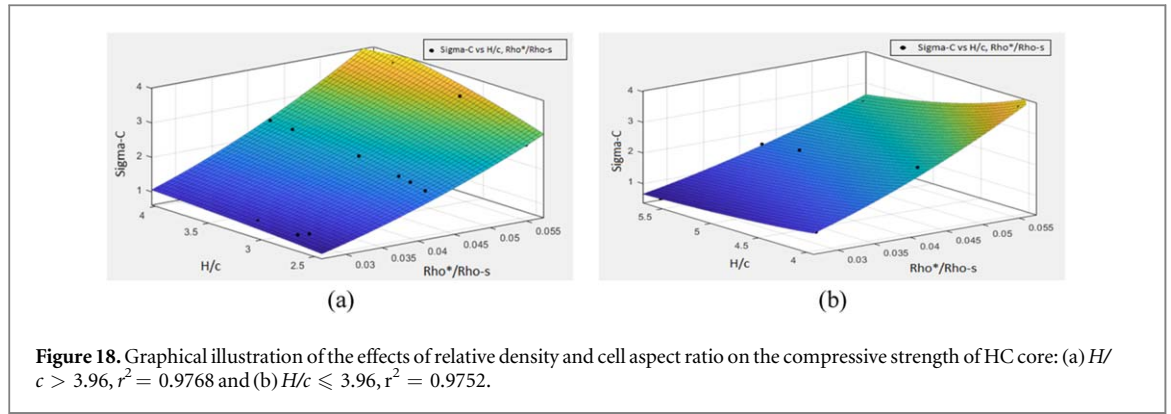 Sigma-C vs H/c, Rho*/Rho-s
4
3
2
1
Sigma-C
4
3.5
3
2.5
H/c
0.03
0.035
0.04
0.045
0.05
0.055
Rho*/Rho-s
(a)
Sigma-C vs H/c, Rho*/Rho-s
4
3
2
1
Sigma-C
5.5
5
4.5
4
H/c
0.03
0.035
0.04
0.045
0.05
0.055
Rho*/Rho-s
(b)
Figure 18. Graphical illustration of the effects of relative density and cell aspect ratio on the compressive strength of HC core: (a) H/
c > 3.96, r² = 0.9768 and (b) H/c ⩽ 3.96, r² = 0.9752.